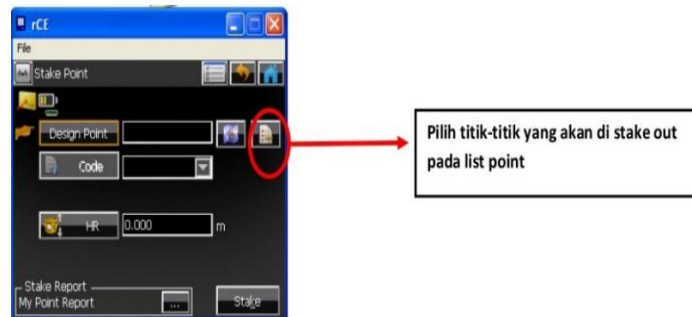 rCE
File
Stake Point
Design Point
Code
HR 0.000 m
Stake Report
My Point Report ... Stake
Pilih titik-titik yang akan di stake out
pada list point